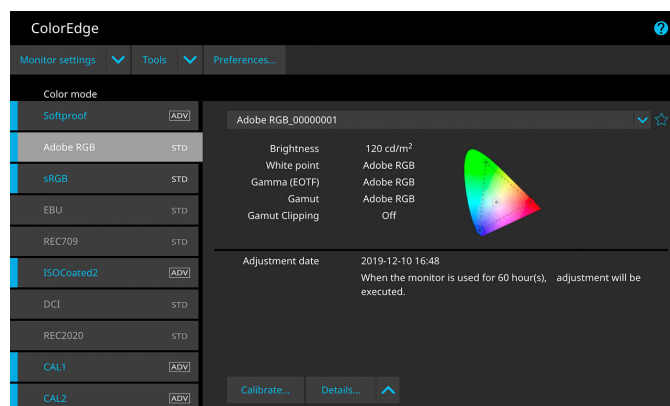 ColorEdge
?
Monitor settings Tools Preferences...
Color mode
Softproof ADV
Adobe RGB STD
sRGB STD
EBU STD
REC709 STD
ISOCoated2 ADV
DCI STD
REC2020 STD
CAL1 ADV
CAL2 ADV
Adobe RGB_00000001
Brightness 120 cd/m²
White point Adobe RGB
Gamma (EOTF) Adobe RGB
Gamut Adobe RGB
Gamut Clipping Off
Adjustment date 2019-12-10 16:48
When the monitor is used for 60 hour(s), adjustment will be
executed.
Calibrate... Details...